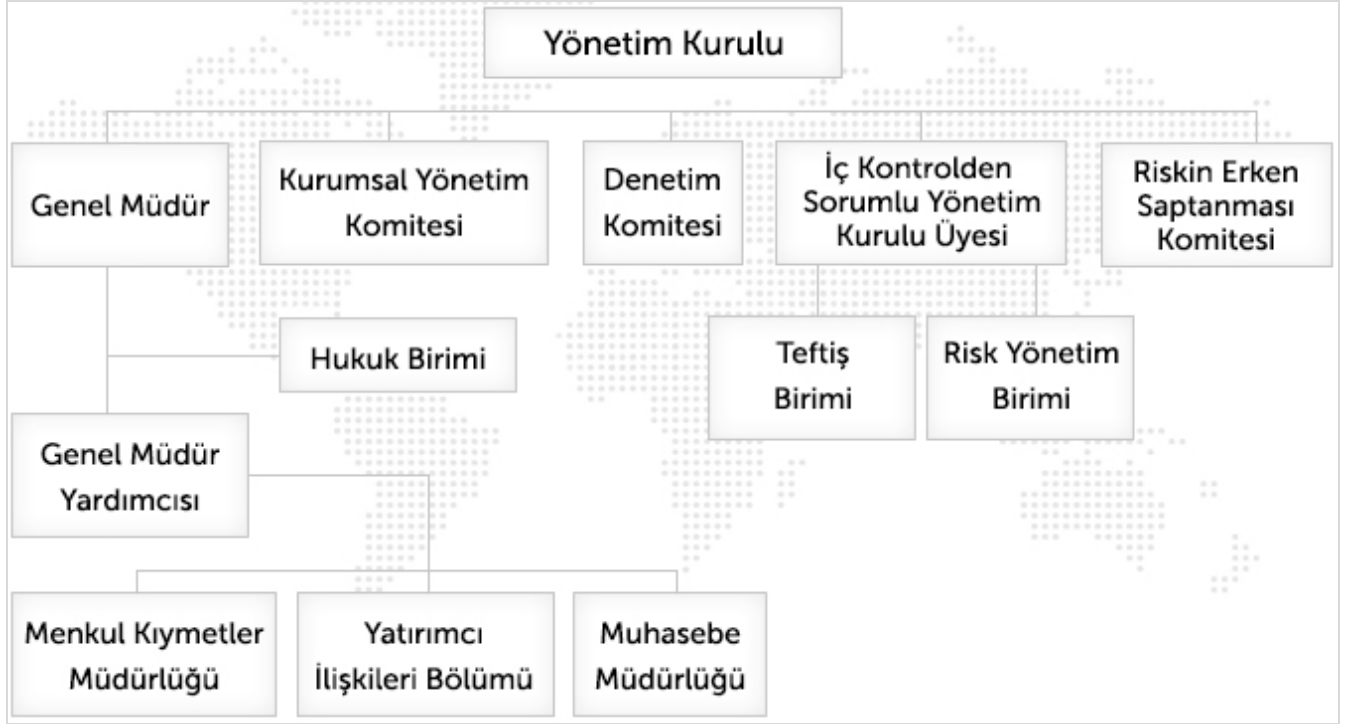 Yönetim Kurulu
Genel Müdür
Kurumsal Yönetim
Komitesi
Denetim
Komitesi
İç Kontrolden
Sorumlu Yönetim
Kurulu Üyesi
Riskin Erken
Saptanması
Komitesi
Hukuk Birimi
Teftiş
Birimi
Risk Yönetim
Birimi
Genel Müdür
Yardımcısı
Menkul Kıymetler
Müdürlüğü
Yatırımcı
İlişkileri Bölümü
Muhasebe
Müdürlüğü